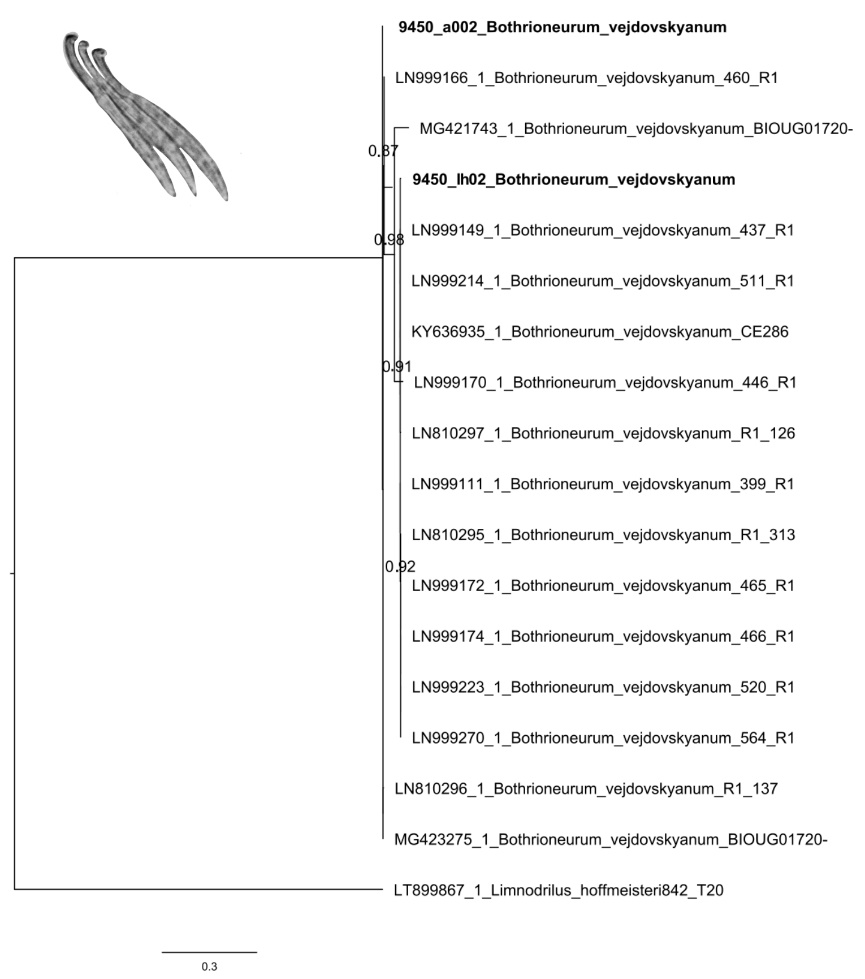 9450_a002_Bothrioneurum_vejdovskyanum
LN999166_1_Bothrioneurum_vejdovskyanum_460_R1
MG421743_1_Bothrioneurum_vejdovskyanum_BIOUG01720-
0.87
9450_lh02_Bothrioneurum_vejdovskyanum
LN999149_1_Bothrioneurum_vejdovskyanum_437_R1
0.98
LN999214_1_Bothrioneurum_vejdovskyanum_511_R1
KY636935_1_Bothrioneurum_vejdovskyanum_CE286
0.91
LN999170_1_Bothrioneurum_vejdovskyanum_446_R1
LN810297_1_Bothrioneurum_vejdovskyanum_R1_126
LN999111_1_Bothrioneurum_vejdovskyanum_399_R1
LN810295_1_Bothrioneurum_vejdovskyanum_R1_313
0.92
LN999172_1_Bothrioneurum_vejdovskyanum_465_R1
LN999174_1_Bothrioneurum_vejdovskyanum_466_R1
LN999223_1_Bothrioneurum_vejdovskyanum_520_R1
LN999270_1_Bothrioneurum_vejdovskyanum_564_R1
LN810296_1_Bothrioneurum_vejdovskyanum_R1_137
MG423275_1_Bothrioneurum_vejdovskyanum_BIOUG01720-
LT899867_1_Limnodrilus_hoffmeisteri842_T20
0.3